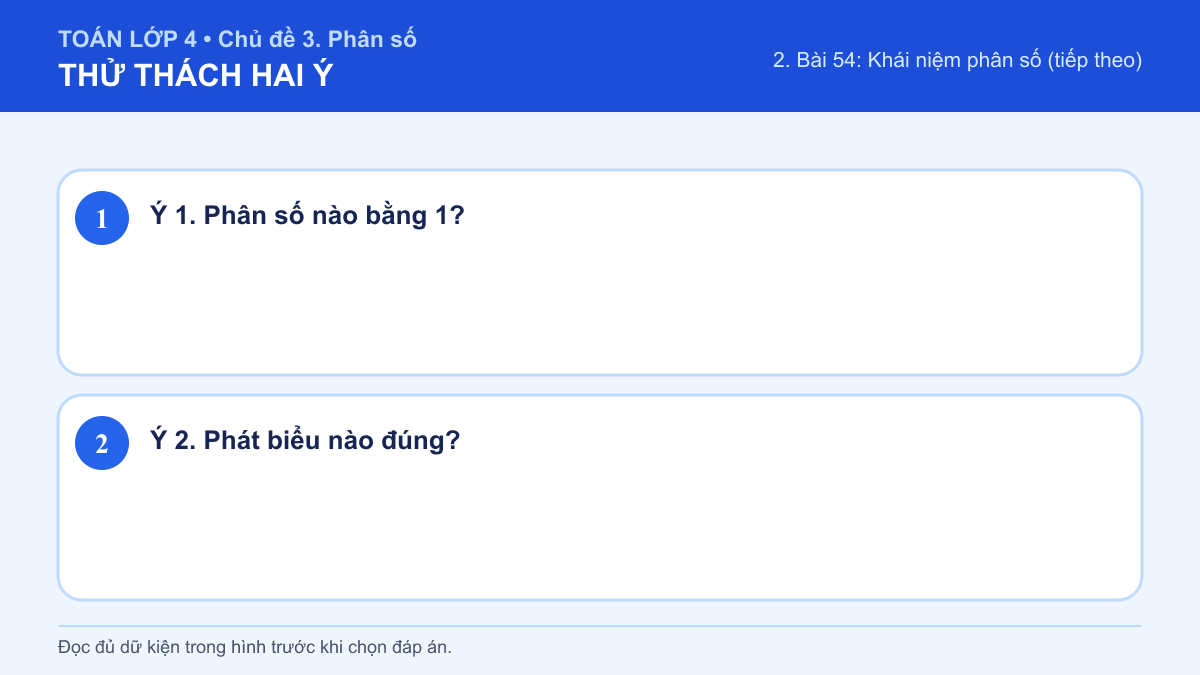 TOÁN LỚP 4 • Chủ đề 3. Phân số
THỬ THÁCH HAI Ý
2. Bài 54: Khái niệm phân số (tiếp theo)
1
Ý 1. Phân số nào bằng 1?
2
Ý 2. Phát biểu nào đúng?
Đọc đủ dữ kiện trong hình trước khi chọn đáp án.